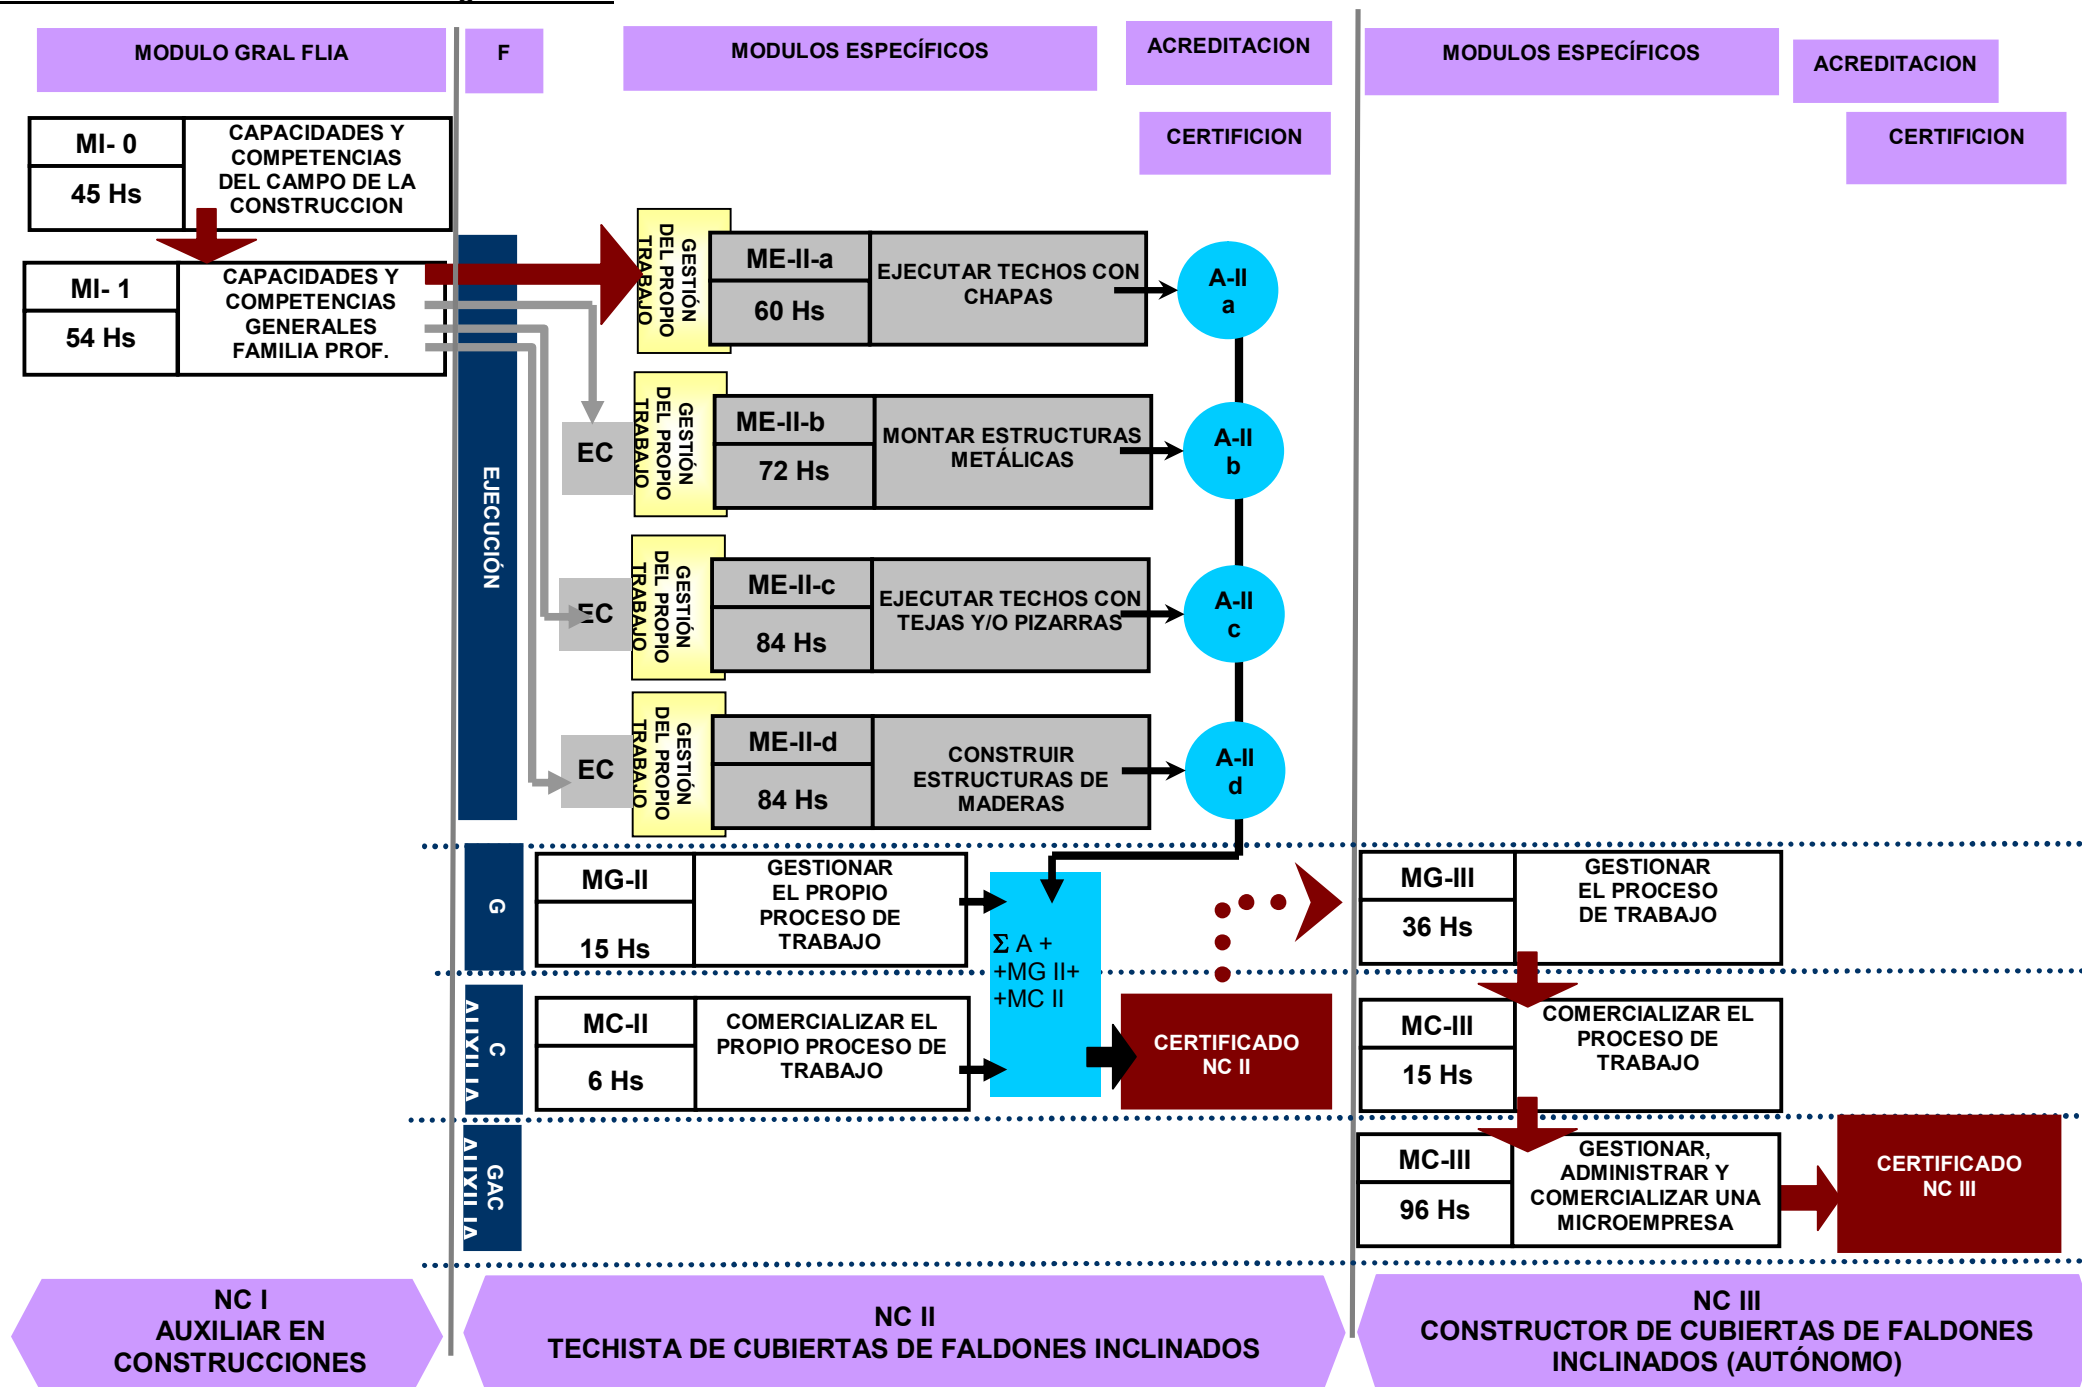 MODULO GRAL FLIA
F
MODULOS ESPECÍFICOS
ACREDITACION
CERTIFICION
MODULOS ESPECÍFICOS
ACREDITACION
CERTIFICION
MI- 0
45 Hs
CAPACIDADES Y
COMPETENCIAS
DEL CAMPO DE LA
CONSTRUCCION
MI- 1
54 Hs
CAPACIDADES Y
COMPETENCIAS
GENERALES
FAMILIA PROF.
EJECUCIÓN
GESTIÓN
DEL PROPIO
TRABAJO
ME-II-a
60 Hs
EJECUTAR TECHOS CON
CHAPAS
A-II
a
EC
GESTIÓN
DEL PROPIO
TRABAJO
ME-II-b
72 Hs
MONTAR ESTRUCTURAS
METÁLICAS
A-II
b
EC
GESTIÓN
DEL PROPIO
TRABAJO
ME-II-c
84 Hs
EJECUTAR TECHOS CON
TEJAS Y/O PIZARRAS
A-II
c
EC
GESTIÓN
DEL PROPIO
TRABAJO
ME-II-d
84 Hs
CONSTRUIR
ESTRUCTURAS DE
MADERAS
A-II
d
G
MG-II
15 Hs
GESTIONAR
EL PROPIO
PROCESO DE
TRABAJO
Σ A +
+MG II+
+MC II
MG-III
36 Hs
GESTIONAR
EL PROCESO
DE TRABAJO
C
AUXILIA
MC-II
6 Hs
COMERCIALIZAR EL
PROPIO PROCESO DE
TRABAJO
CERTIFICADO
NC II
MC-III
15 Hs
COMERCIALIZAR EL
PROCESO DE
TRABAJO
GAC
AUXILIA
MC-III
96 Hs
GESTIONAR,
ADMINISTRAR Y
COMERCIALIZAR UNA
MICROEMPRESA
CERTIFICADO
NC III
NC I
AUXILIAR EN
CONSTRUCCIONES
NC II
TECHISTA DE CUBIERTAS DE FALDONES INCLINADOS
NC III
CONSTRUCTOR DE CUBIERTAS DE FALDONES
INCLINADOS (AUTÓNOMO)